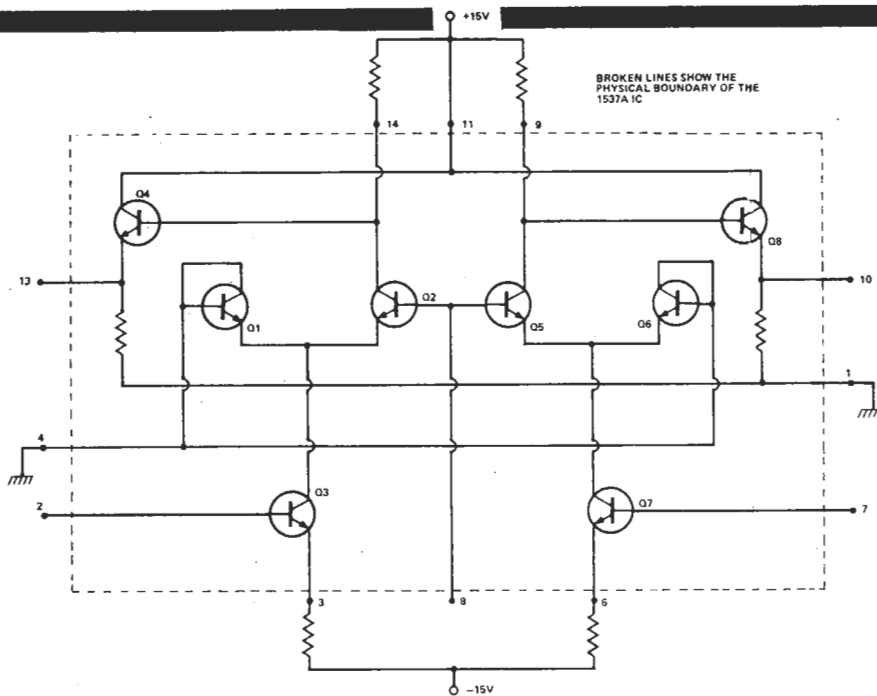 +15V
BROKEN LINES SHOW THE
PHYSICAL BOUNDARY OF THE
1537A IC
14
11
9
Q4
Q8
13
10
Q1
Q2
Q5
Q6
1
4
Q3
Q7
2
7
3
8
6
−15V